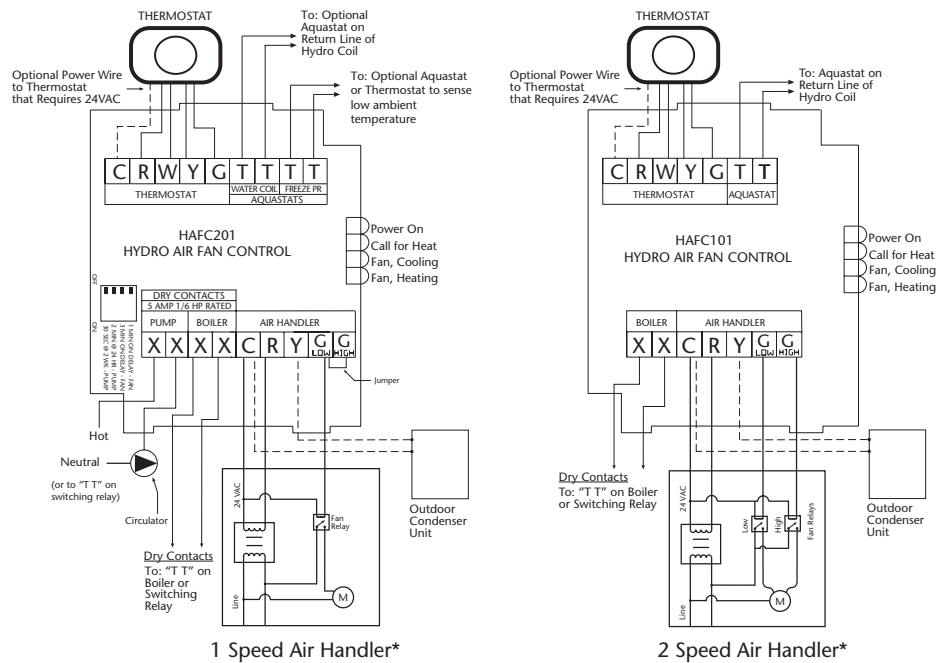 THERMOSTAT
To: Optional
Aquastat on
Return Line of
Hydro Coil
Optional Power Wire
to Thermostat
that Requires 24VAC
To: Optional Aquastat
or Thermostat to sense
low ambient
temperature
C R W Y G T T T T
THERMOSTAT
WATER COIL FREEZE PR
AQUASTATS
HAFC201
HYDRO AIR FAN CONTROL
Power On
Call for Heat
Fan, Cooling
Fan, Heating
OFF
ON
1 MIN ON DELAY - FAN
3 MIN ON DELAY - FAN
2 MIN @ 24 HR - PUMP
30 SEC @ 2 WK - PUMP
DRY CONTACTS
5 AMP 1/6 HP RATED
PUMP BOILER AIR HANDLER
X X X X C R Y G LOW G HIGH
Jumper
Hot
Neutral
(or to “T T” on
switching relay)
Circulator
Dry Contacts
To: “T T” on
Boiler or
Switching
Relay
24 VAC
Fan
Relay
Line
M
Outdoor
Condenser
Unit
1 Speed Air Handler*
THERMOSTAT
Optional Power Wire
to Thermostat
that Requires 24VAC
To: Aquastat on
Return Line of
Hydro Coil
C R W Y G T T
THERMOSTAT AQUASTAT
HAFC101
HYDRO AIR FAN CONTROL
Power On
Call for Heat
Fan, Cooling
Fan, Heating
BOILER AIR HANDLER
X X C R Y G LOW G HIGH
Dry Contacts
To: “T T” on Boiler
or Switching Relay
24 VAC
Low
High
Fan Relays
Line
M
Outdoor
Condenser
Unit
2 Speed Air Handler*